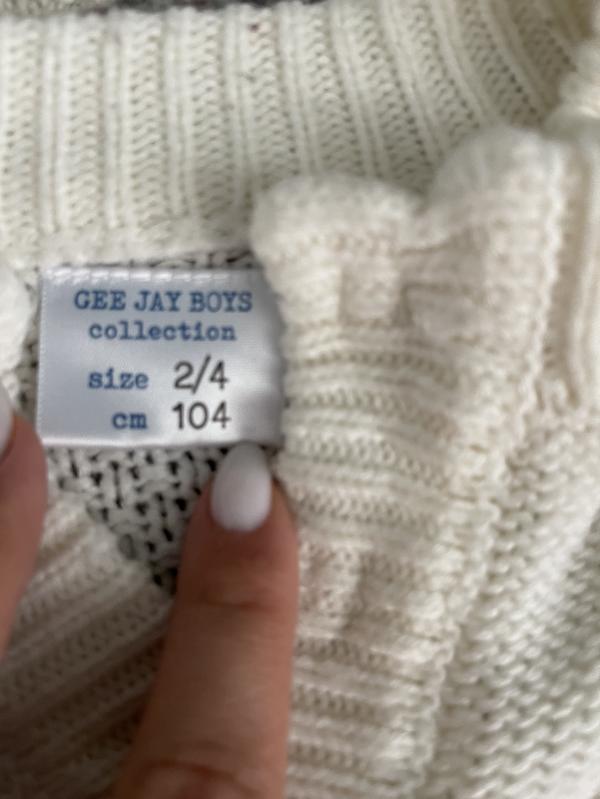 GEE JAY BOYS
collection
size 2/4
cm 104